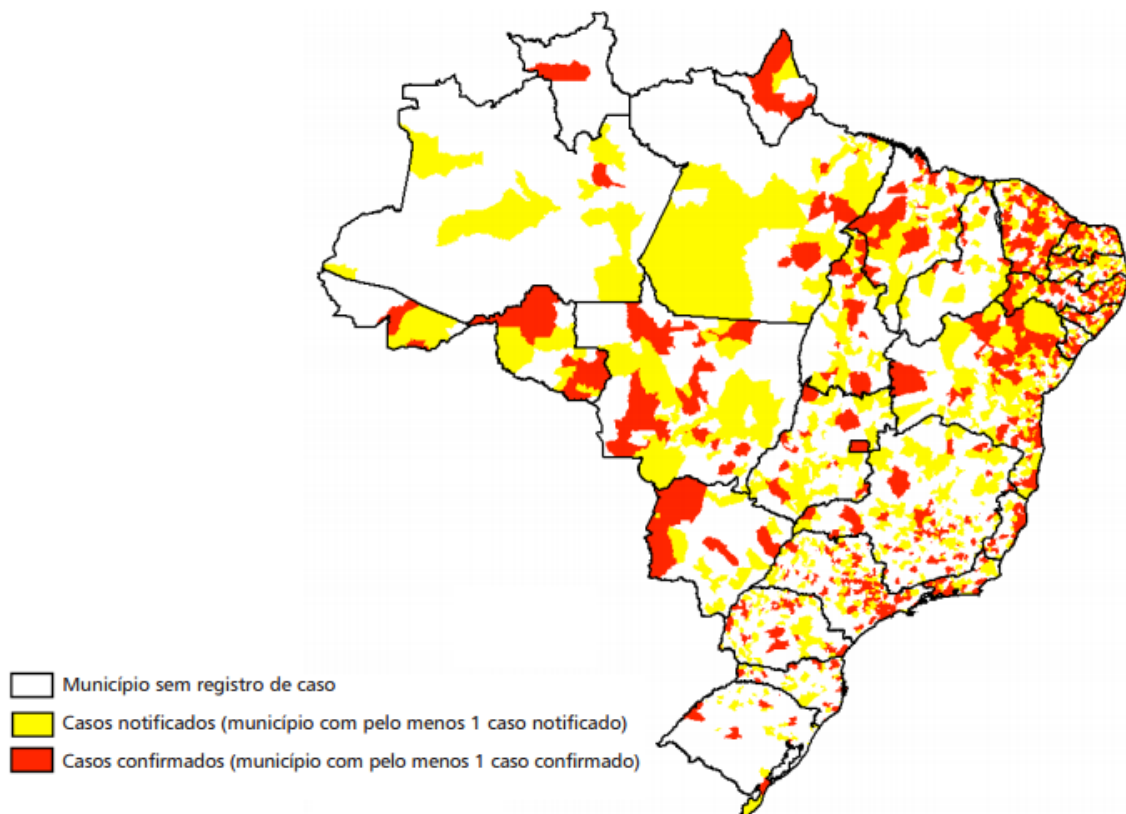 Município sem registro de caso
Casos notificados (município com pelo menos 1 caso notificado)
Casos confirmados (município com pelo menos 1 caso confirmado)